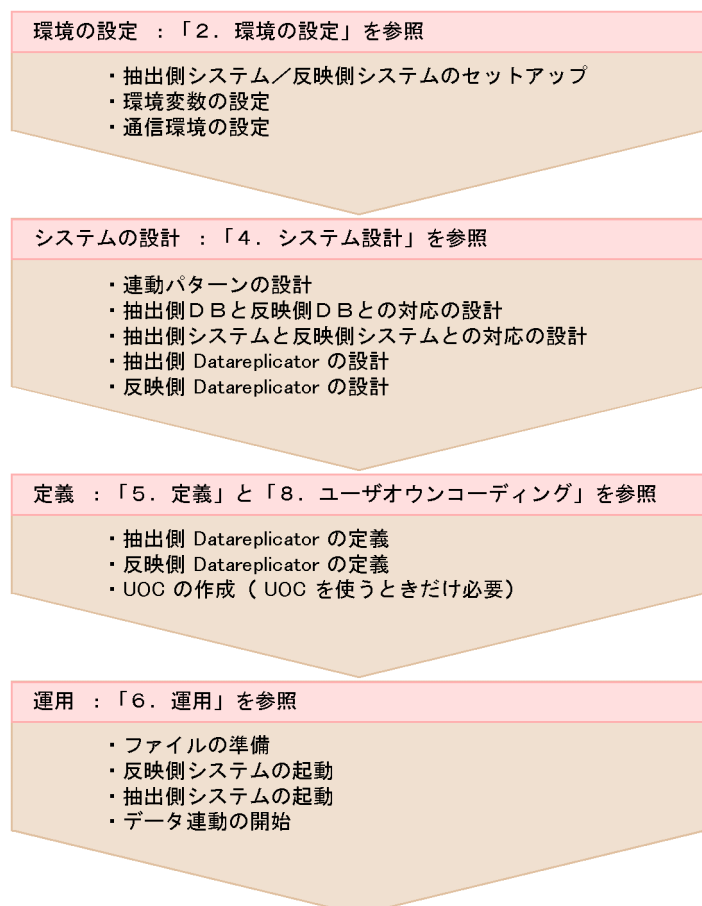 環境の設定 ：「２．環境の設定」を参照
・抽出側システム／反映側システムのセットアップ
・環境変数の設定
・通信環境の設定
システムの設計 ：「４．システム設計」を参照
・連動パターンの設計
・抽出側ＤＢと反映側ＤＢとの対応の設計
・抽出側システムと反映側システムとの対応の設計
・抽出側 Datareplicator の設計
・反映側 Datareplicator の設計
定義 ：「５．定義」と「８．ユーザオウンコーディング」を参照
・抽出側 Datareplicator の定義
・反映側 Datareplicator の定義
・UOC の作成（ UOC を使うときだけ必要）
運用 ：「６．運用」を参照
・ファイルの準備
・反映側システムの起動
・抽出側システムの起動
・データ連動の開始